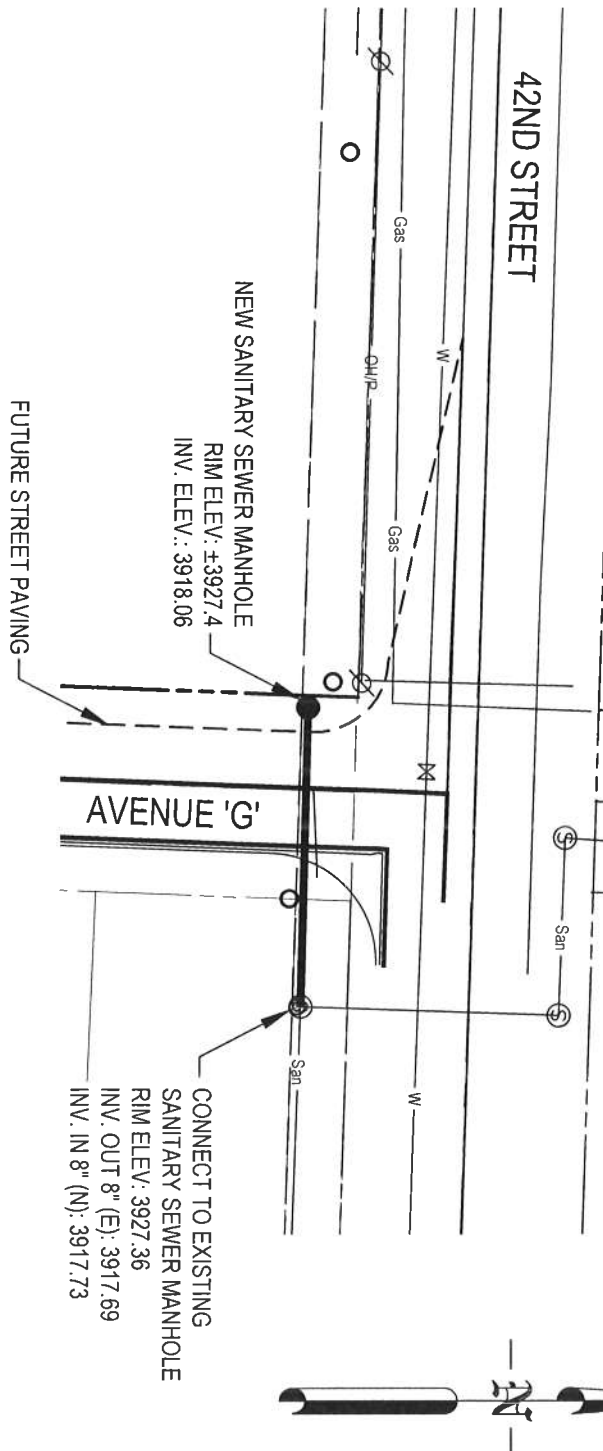 42ND STREET
Gas
W
OH/P
Gas
NEW SANITARY SEWER MANHOLE
RIM ELEV: ±3927.4
INV. ELEV.: 3918.06
FUTURE STREET PAVING
AVENUE 'G'
S
San
S
S
San
W
CONNECT TO EXISTING
SANITARY SEWER MANHOLE
RIM ELEV: 3927.36
INV. OUT 8" (E): 3917.69
INV. IN 8" (N): 3917.73
N